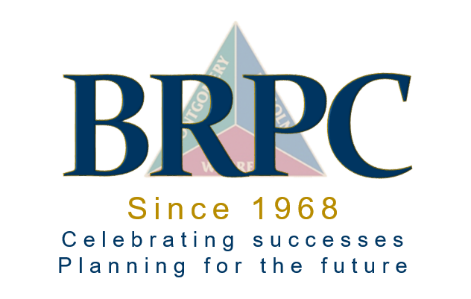 BRPC
Since 1968
Celebrating successes
Planning for the future